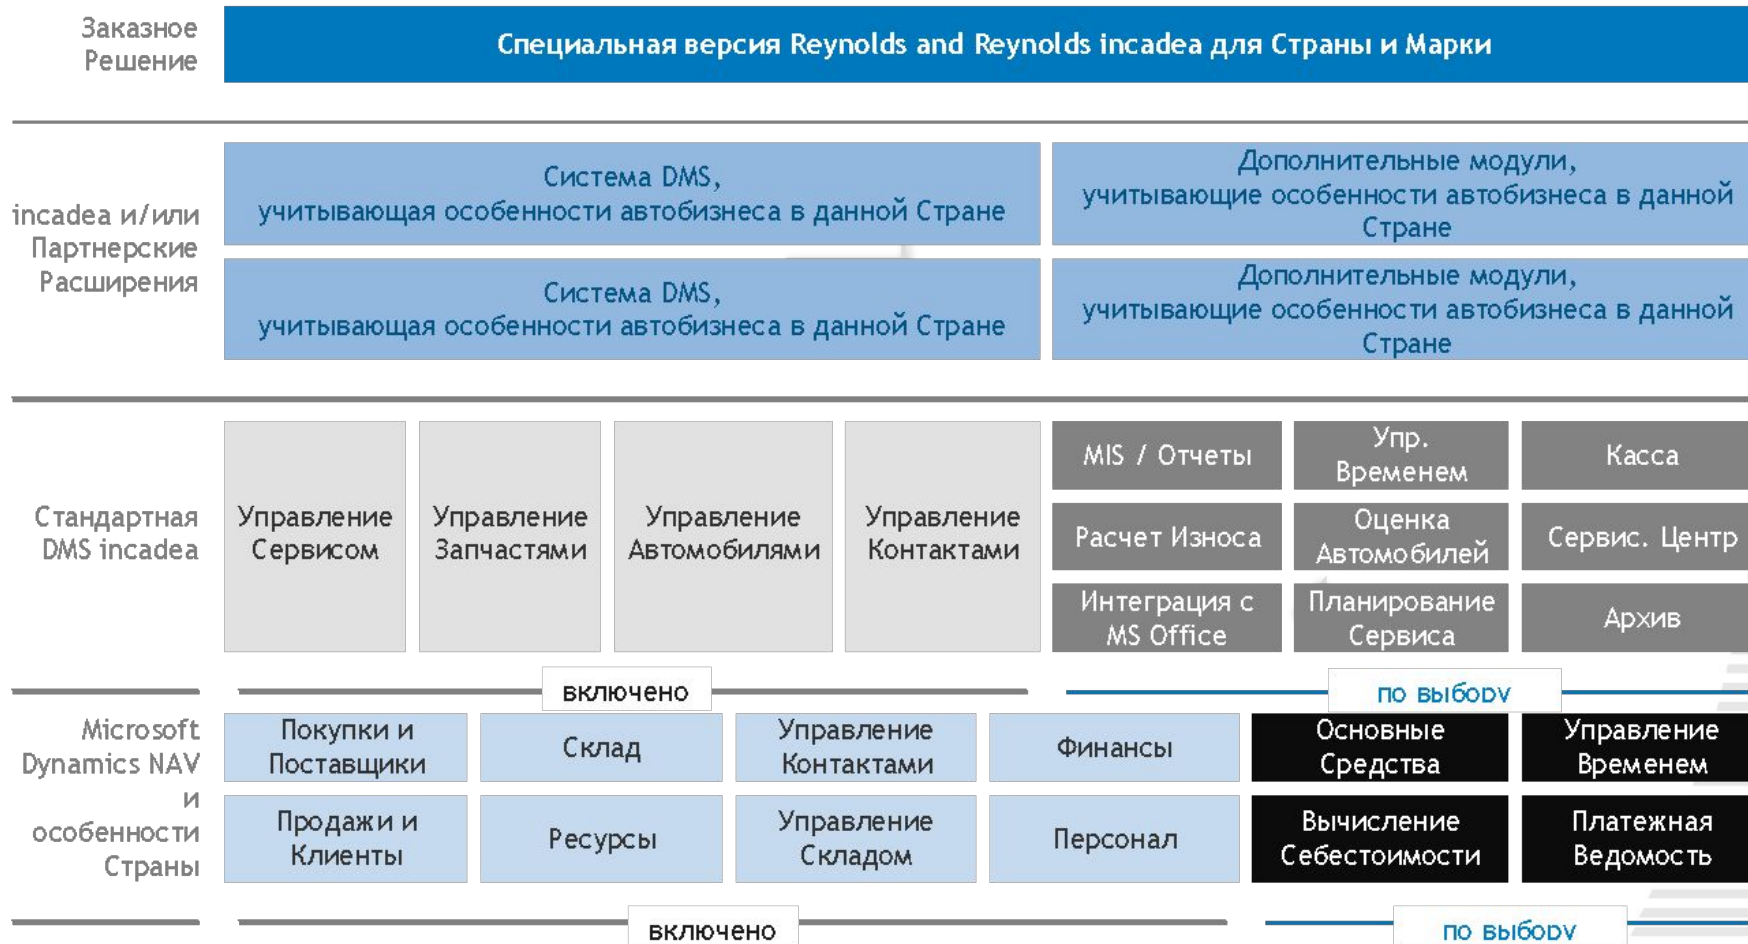 Заказное
Решение
Специальная версия Reynolds and Reynolds incadea для Страны и Марки
incadea и/или
Партнерские
Расширения
Система DMS,
учитывающая особенности автобизнеса в данной Стране
Дополнительные модули,
учитывающие особенности автобизнеса в данной
Стране
Система DMS,
учитывающая особенности автобизнеса в данной Стране
Дополнительные модули,
учитывающие особенности автобизнеса в данной
Стране
Стандартная
DMS incadea
Управление
Сервисом
Управление
Запчастями
Управление
Автомобилями
Управление
Контактами
MIS / Отчеты
Упр.
Временем
Касса
Расчет Износа
Оценка
Автомобилей
Сервис. Центр
Интеграция с
MS Office
Планирование
Сервиса
Архив
включено
по выбору
Microsoft
Dynamics NAV
и
особенности
Страны
Покупки и
Поставщики
Склад
Управление
Контактами
Финансы
Основные
Средства
Управление
Временем
Продажи и
Клиенты
Ресурсы
Управление
Складом
Персонал
Вычисление
Себестоимости
Платежная
Ведомость
включено
по выбору